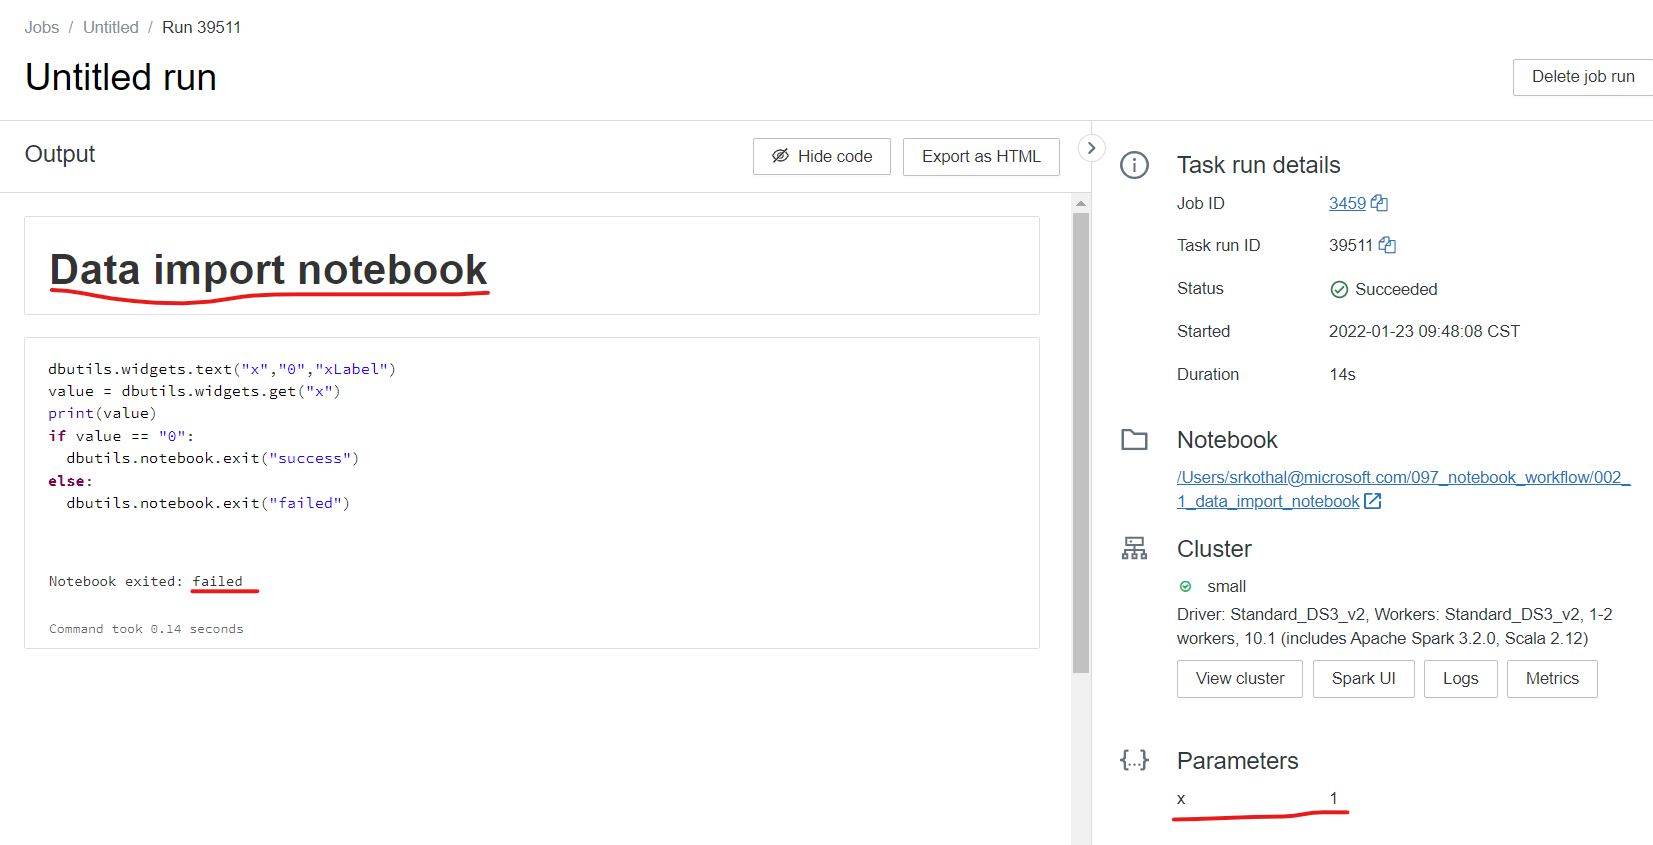 Jobs / Untitled / Run 39511
Untitled run
Delete job run
Output
Hide code
Export as HTML
Data import notebook
dbutils.widgets.text("x","0","xLabel")
value = dbutils.widgets.get("x")
print(value)
if value == "0":
  dbutils.notebook.exit("success")
else:
  dbutils.notebook.exit("failed")
Notebook exited: failed
Command took 0.14 seconds
Task run details
Job ID 3459
Task run ID 39511
Status Succeeded
Started 2022-01-23 09:48:08 CST
Duration 14s
Notebook
/Users/srkothal@microsoft.com/097_notebook_workflow/002_
1_data_import_notebook
Cluster
small
Driver: Standard_DS3_v2, Workers: Standard_DS3_v2, 1-2
workers, 10.1 (includes Apache Spark 3.2.0, Scala 2.12)
View cluster
Spark UI
Logs
Metrics
{...} Parameters
x 1